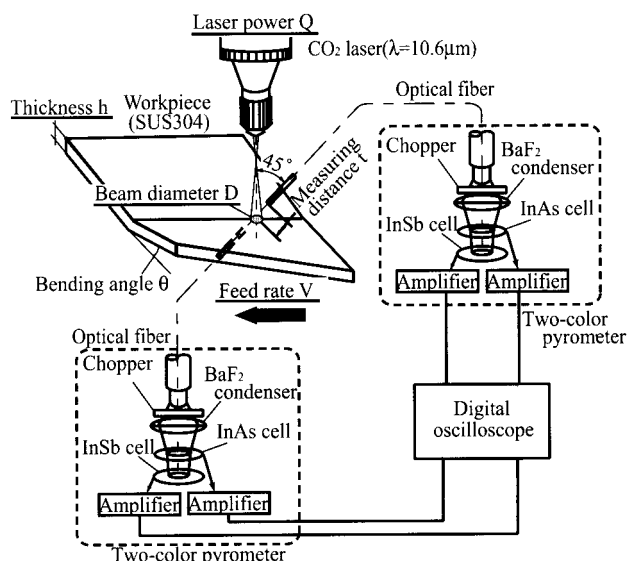 Laser power Q
CO₂ laser(λ=10.6μm)
Optical fiber
Thickness h
Workpiece
(SUS304)
45°
Measuring
distance t
Beam diameter D
Chopper
BaF₂
condenser
InSb cell
InAs cell
Amplifier
Amplifier
Two-color
pyrometer
Bending angle θ
Feed rate V
Optical fiber
Chopper
BaF₂
condenser
InSb cell
InAs cell
Amplifier
Amplifier
Two-color pyrometer
Digital
oscilloscope